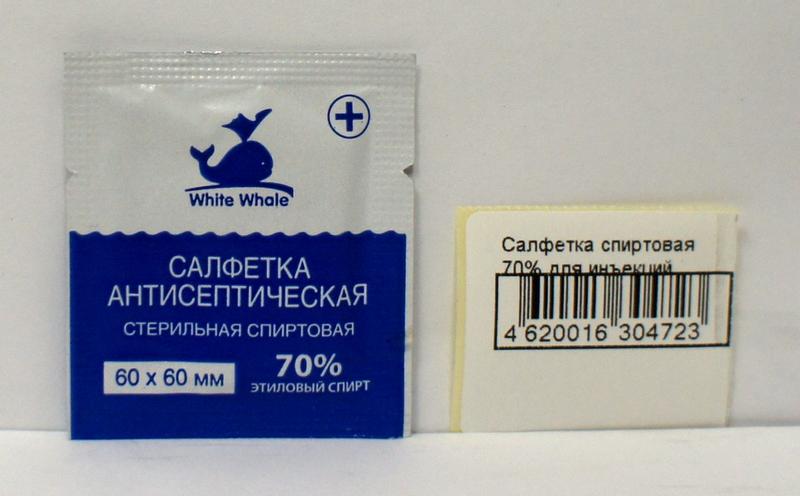 White Whale
САЛФЕТКА
АНТИСЕПТИЧЕСКАЯ
СТЕРИЛЬНАЯ СПИРТОВАЯ
60 х 60 мм
70%
ЭТИЛОВЫЙ СПИРТ
Салфетка спиртовая
70% для инъекций
4 620016 304723